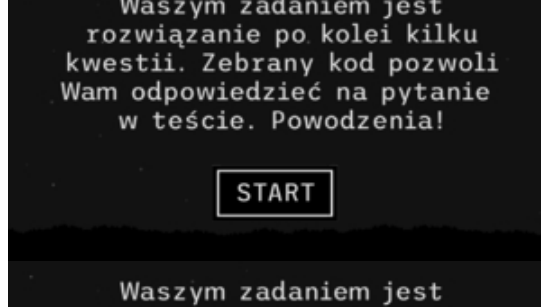 Waszym zadaniem jest
rozwiązanie po kolei kilku
kwestii. Zebrany kod pozwoli
Wam odpowiedzieć na pytanie
w teście. Powodzenia!
START
Waszym zadaniem jest